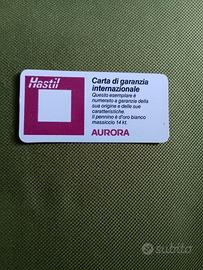 Hastil
Carta di garanzia
internazionale
Questo esemplare è
numerato a garanzia della
sua origine e delle sue
caratteristiche.
Il pennino è d'oro bianco
massiccio 14 kt.
AURORA
subito